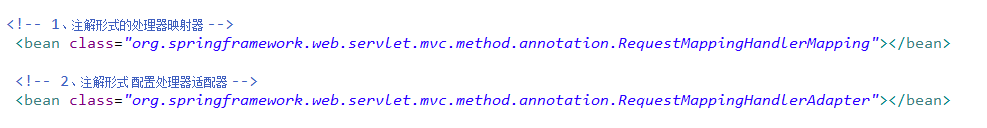 <!-- 1、注解形式的处理器映射器 -->
<bean class="org.springframework.web.servlet.mvc.method.annotation.RequestMappingHandlerMapping"></bean>
<!-- 2、注解形式 配置处理器适配器 -->
<bean class="org.springframework.web.servlet.mvc.method.annotation.RequestMappingHandlerAdapter"></bean>